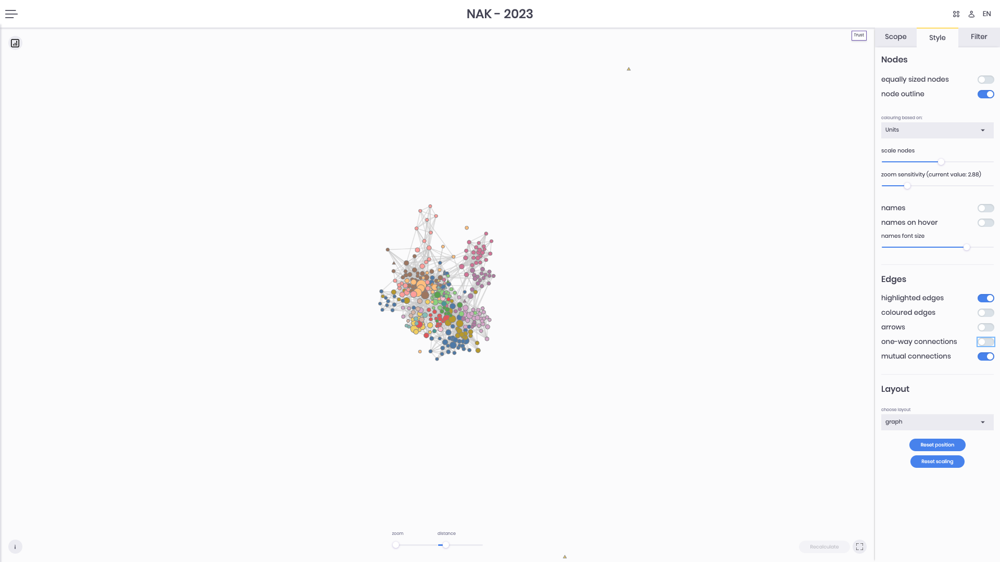 NAK - 2023
EN
Trust
Scope
Style
Filter
Nodes
equally sized nodes
node outline
colouring based on:
Units
scale nodes
zoom sensitivity (current value: 2.88)
names
names on hover
names font size
Edges
highlighted edges
coloured edges
arrows
one-way connections
mutual connections
Layout
choose layout
graph
Reset position
Reset scaling
zoom
distance
i
Recalculate